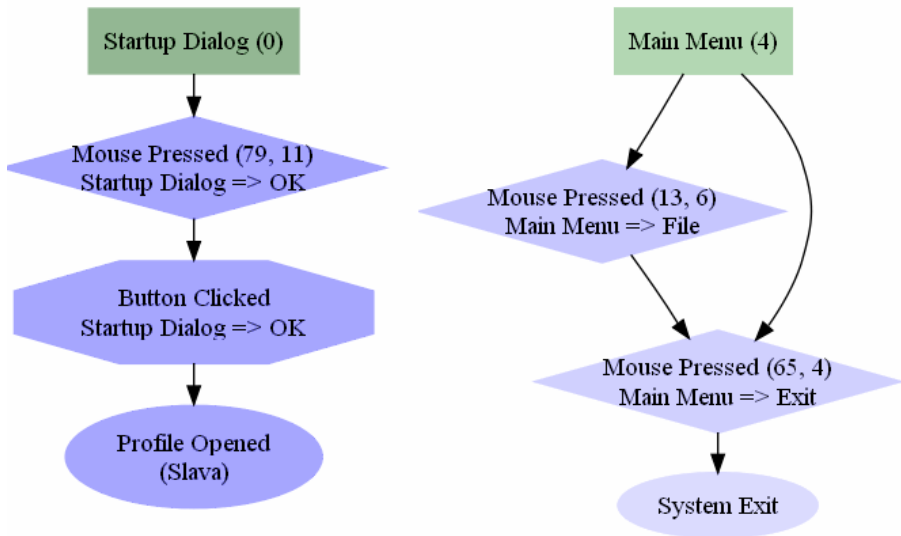 Startup Dialog (0)
Mouse Pressed (79, 11)
Startup Dialog => OK
Button Clicked
Startup Dialog => OK
Profile Opened
(Slava)
Main Menu (4)
Mouse Pressed (13, 6)
Main Menu => File
Mouse Pressed (65, 4)
Main Menu => Exit
System Exit